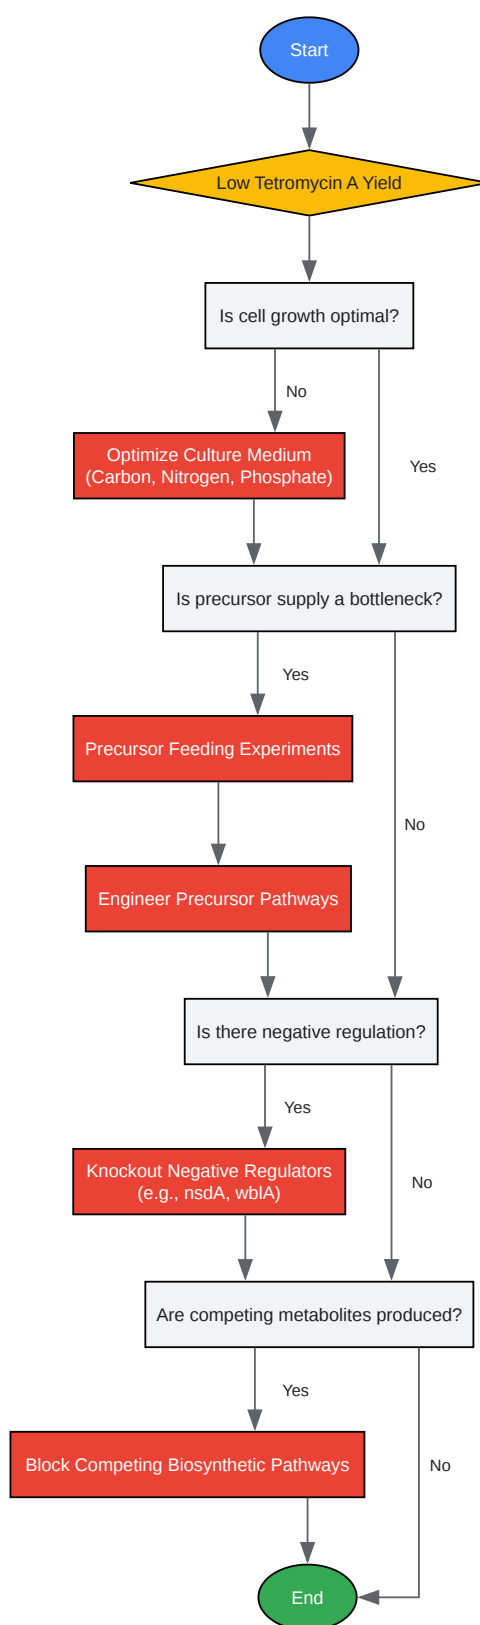 Start
Low Tetromycin A Yield
Is cell growth optimal?
No
Optimize Culture Medium
(Carbon, Nitrogen, Phosphate)
Yes
Is precursor supply a bottleneck?
Yes
Precursor Feeding Experiments
No
Engineer Precursor Pathways
Is there negative regulation?
Yes
Knockout Negative Regulators
(e.g., nsdA, wblA)
No
Are competing metabolites produced?
Yes
Block Competing Biosynthetic Pathways
No
End